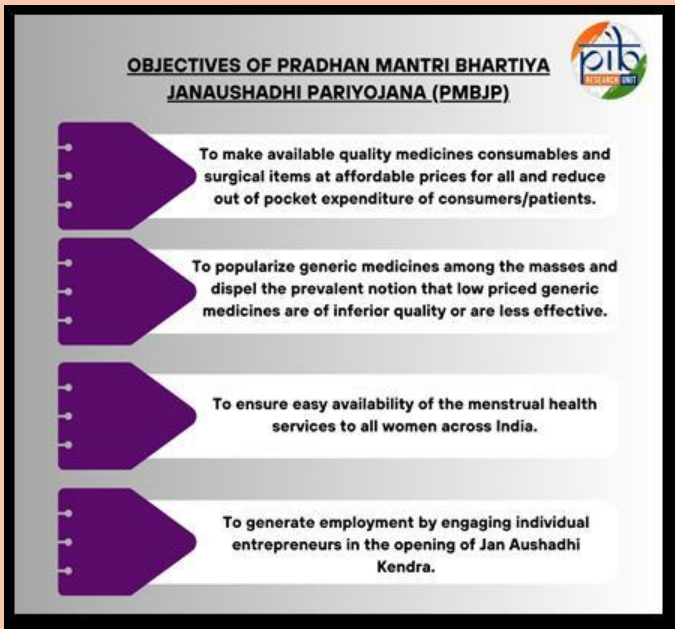 OBJECTIVES OF PRADHAN MANTRI BHARTIYA
JANAUSHADHI PARIYOJANA (PMBJP)
pib
RESEARCH UNIT
To make available quality medicines consumables and
surgical items at affordable prices for all and reduce
out of pocket expenditure of consumers/patients.
To popularize generic medicines among the masses and
dispel the prevalent notion that low priced generic
medicines are of inferior quality or are less effective.
To ensure easy availability of the menstrual health
services to all women across India.
To generate employment by engaging individual
entrepreneurs in the opening of Jan Aushadhi
Kendra.